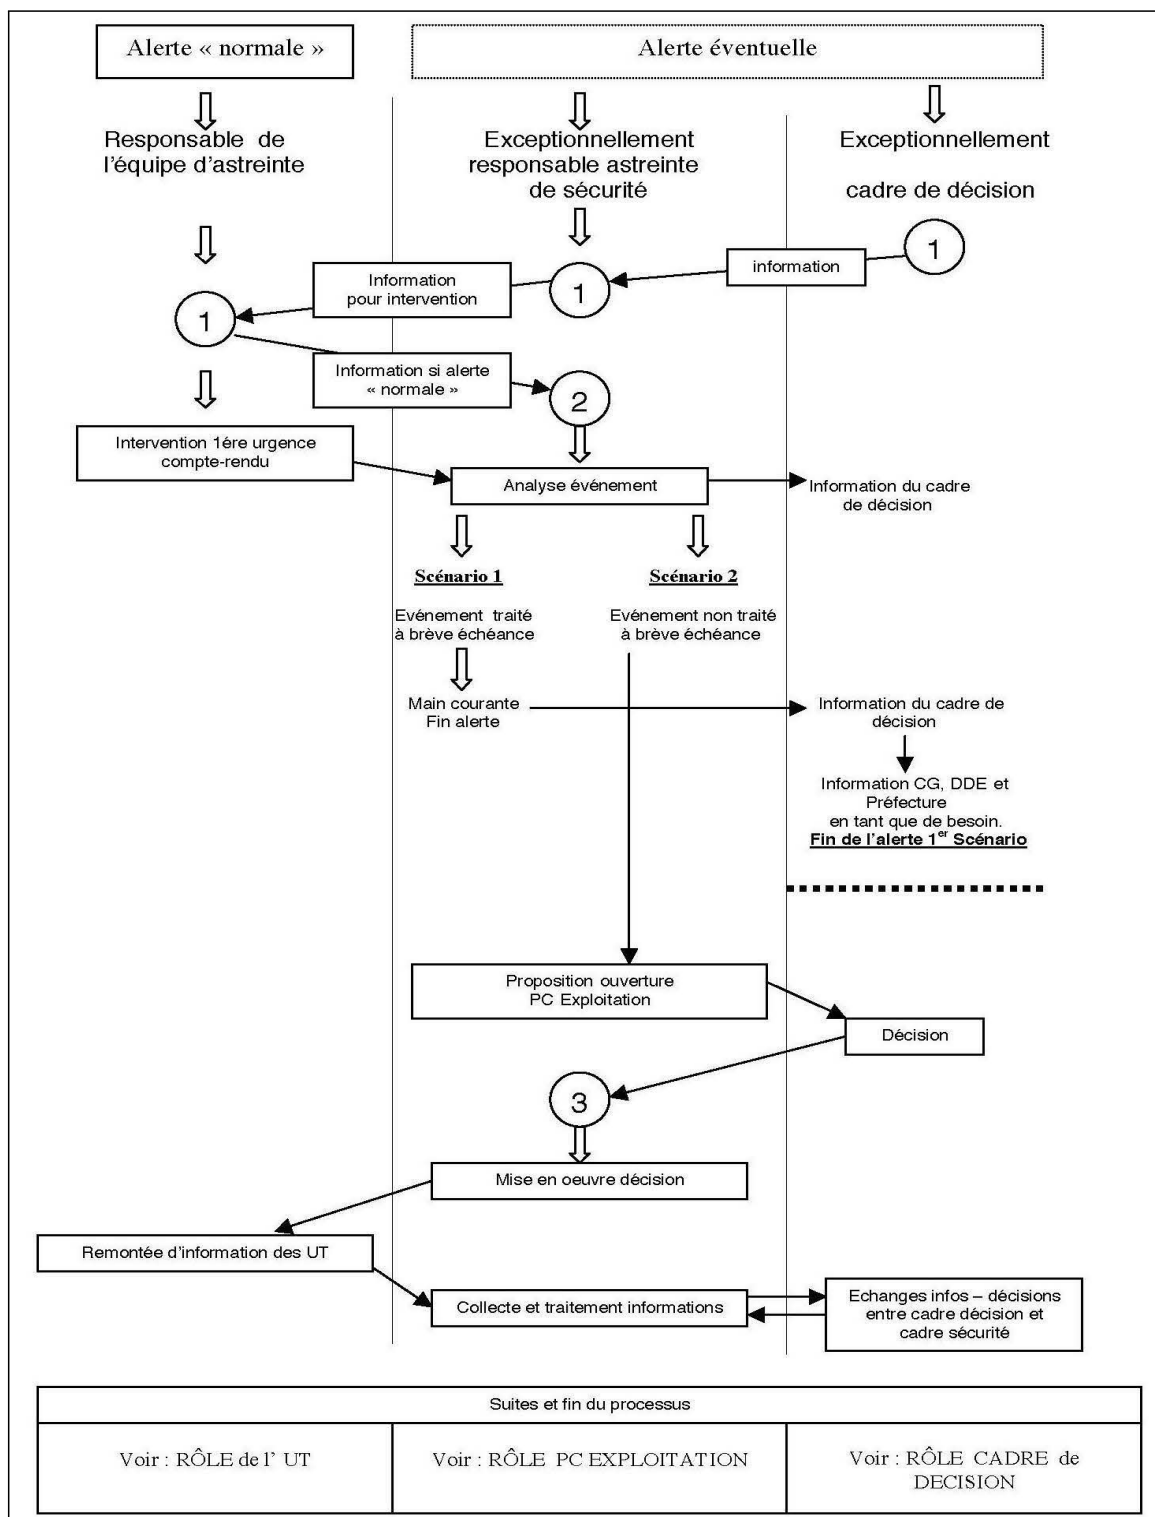 Alerte « normale »
Alerte éventuelle
Responsable de
l'équipe d'astreinte
Exceptionnellement
responsable astreinte
de sécurité
Exceptionnellement
cadre de décision
1
information
1
Information
pour intervention
1
Information si alerte
« normale »
2
Intervention 1ére urgence
compte-rendu
Analyse événement
Information du cadre
de décision
Scénario 1
Scénario 2
Evénement traité
à brève échéance
Evénement non traité
à brève échéance
Main courante
Fin alerte
Information du cadre de
décision
Information CG, DDE et
Préfecture
en tant que de besoin.
Fin de l'alerte 1er Scénario
Proposition ouverture
PC Exploitation
Décision
3
Mise en oeuvre décision
Remontée d'information des UT
Collecte et traitement informations
Echanges infos – décisions
entre cadre décision et
cadre sécurité
Suites et fin du processus
Voir : RÔLE de l' UT
Voir : RÔLE PC EXPLOITATION
Voir : RÔLE CADRE de
DECISION